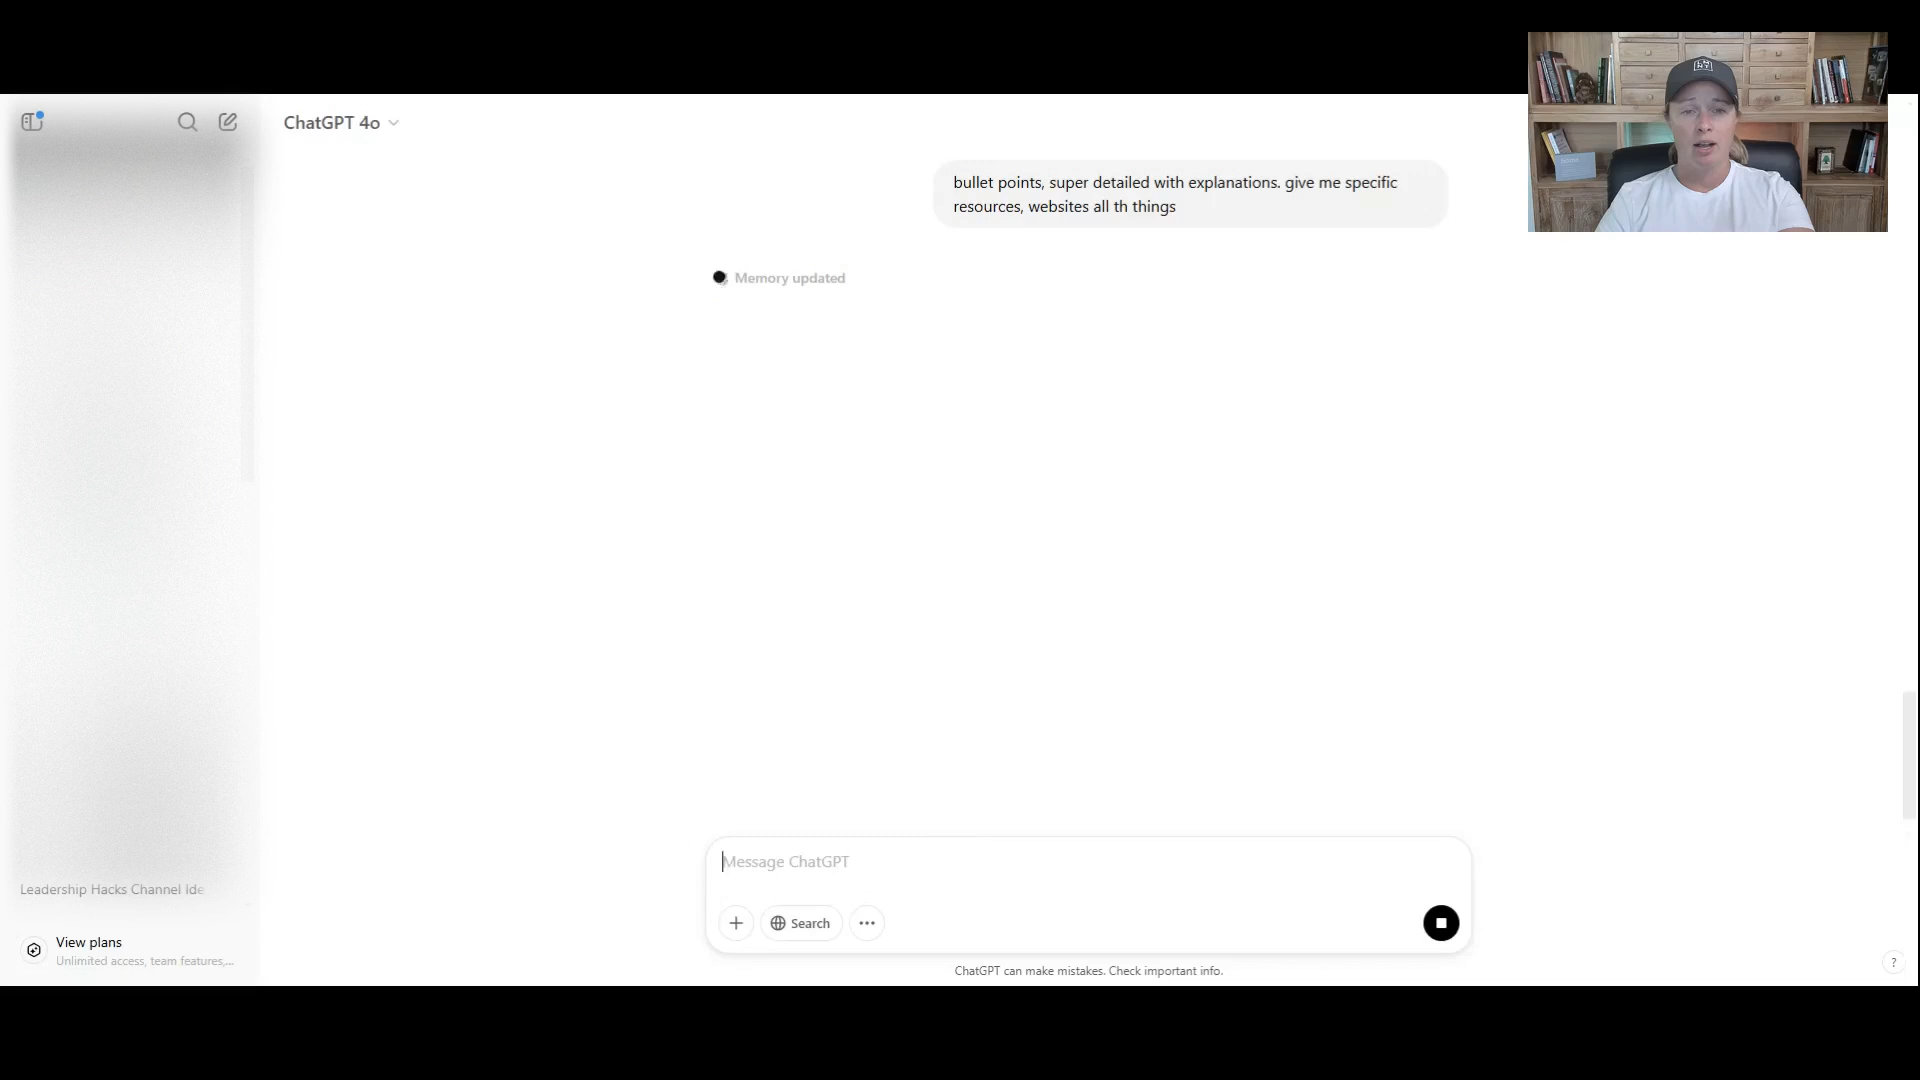 ChatGPT 4o
bullet points, super detailed with explanations. give me specific
resources, websites all th things
Memory updated
Leadership Hacks Channel Ide
View plans
Unlimited access, team features,...
Message ChatGPT
Search
ChatGPT can make mistakes. Check important info.
?